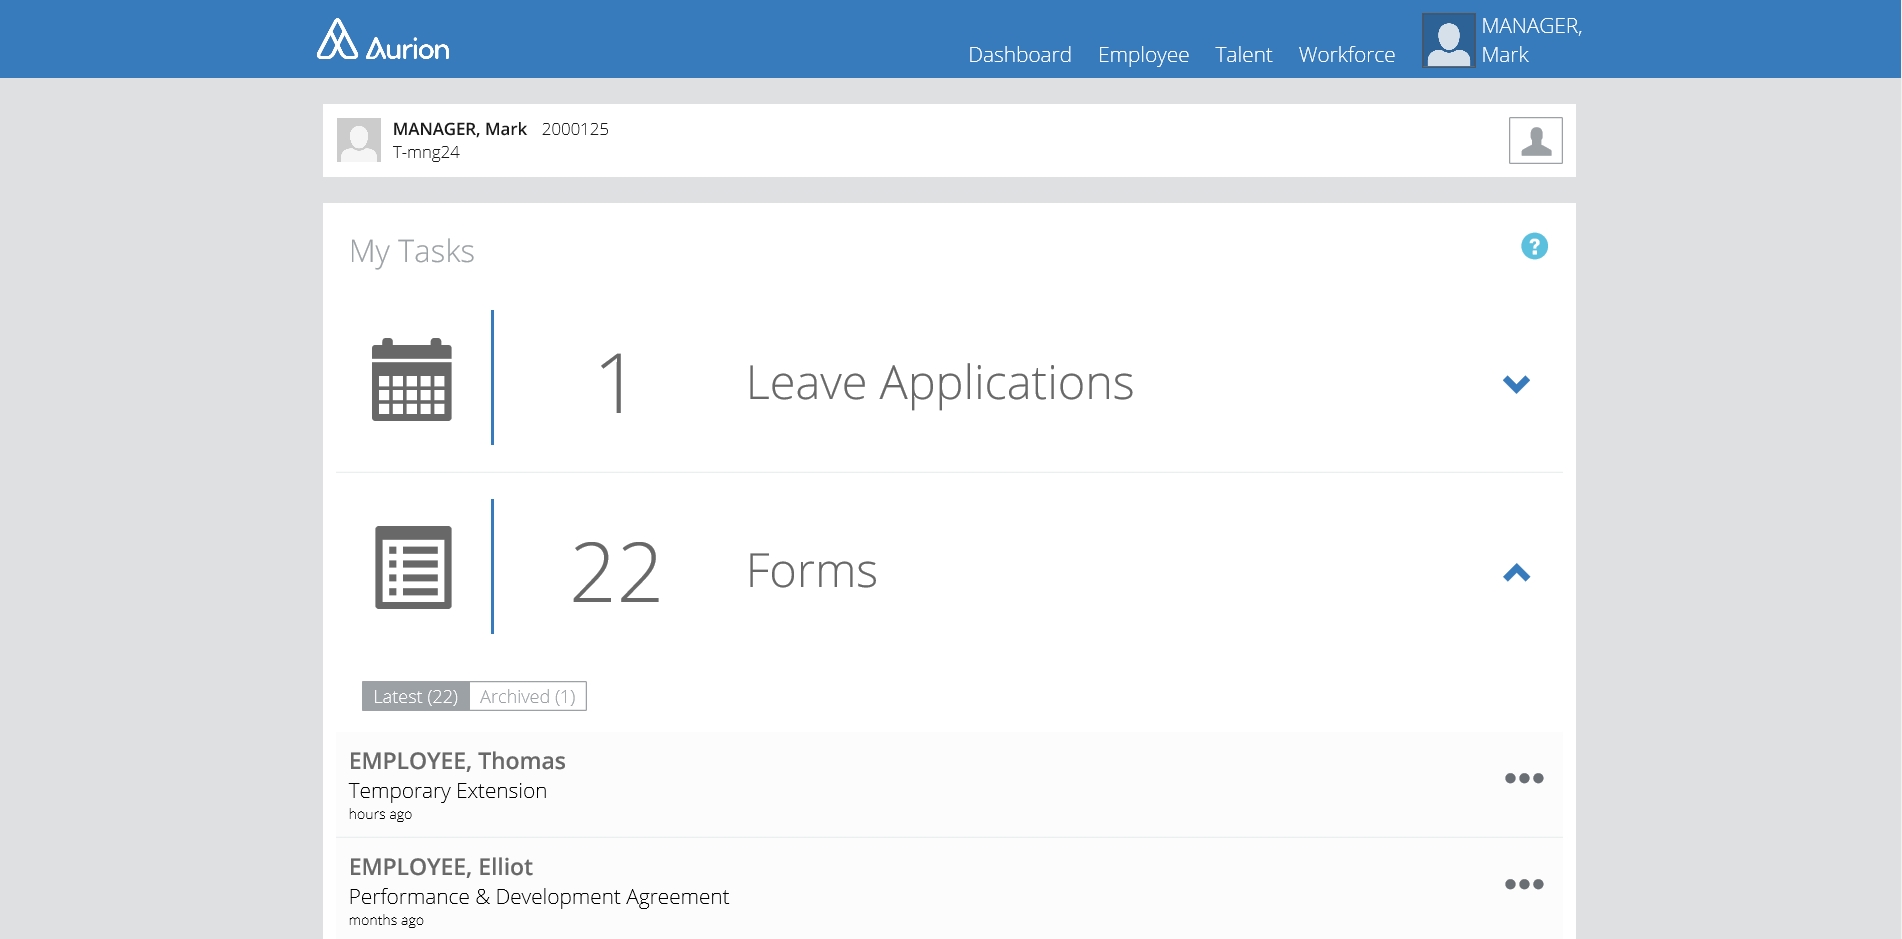 Aurion
Dashboard Employee Talent Workforce
MANAGER,
Mark
MANAGER, Mark 2000125
T-mng24
My Tasks
?
1 Leave Applications
22 Forms
Latest (22) Archived (1)
EMPLOYEE, Thomas
Temporary Extension
hours ago
EMPLOYEE, Elliot
Performance & Development Agreement
months ago